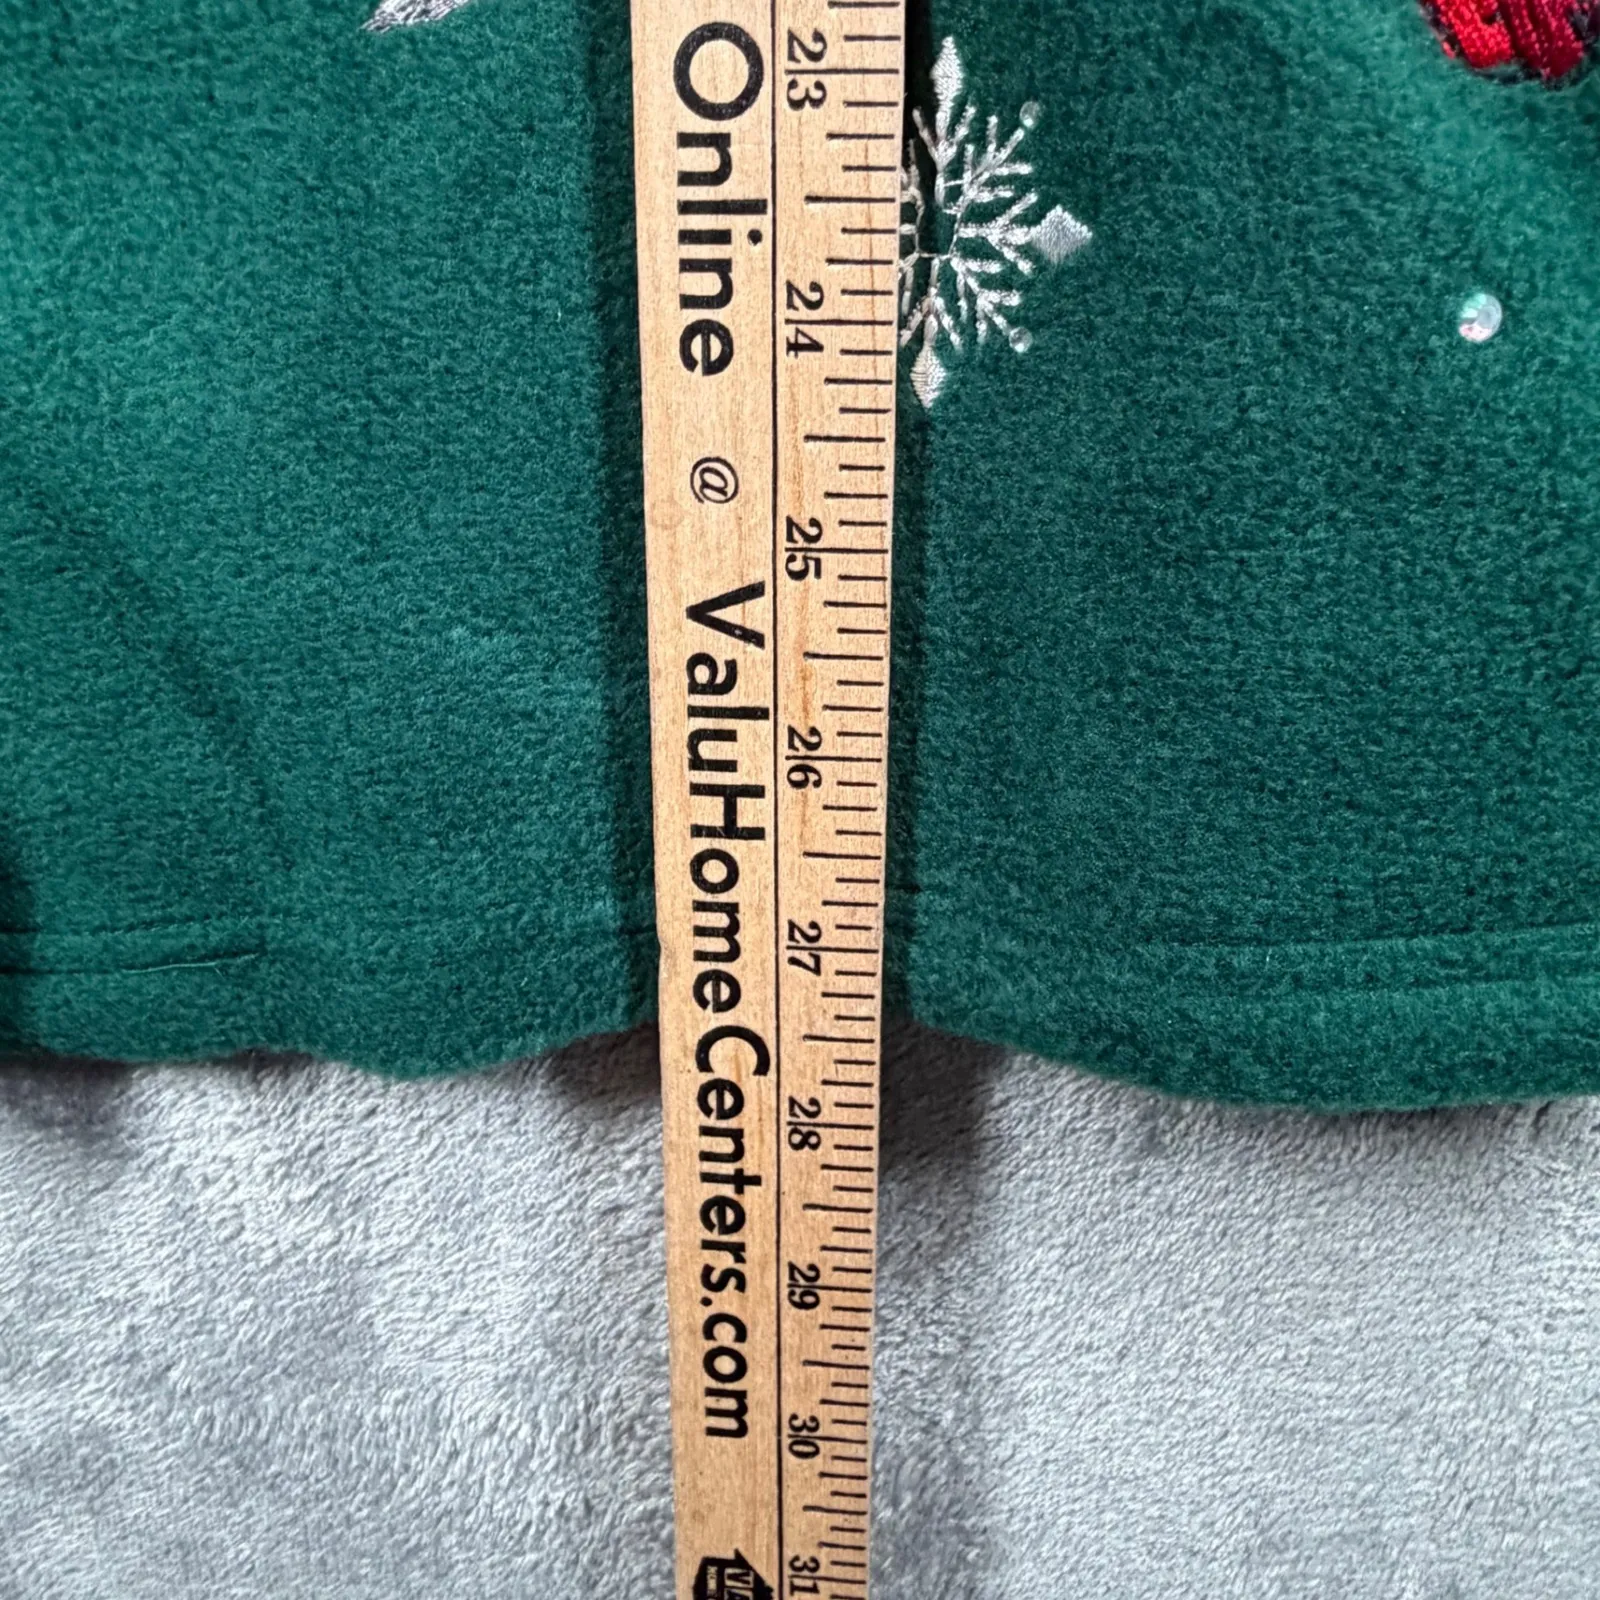 Online @ ValuHomeCenters.com
23 24 25 26 27 28 29 30 31